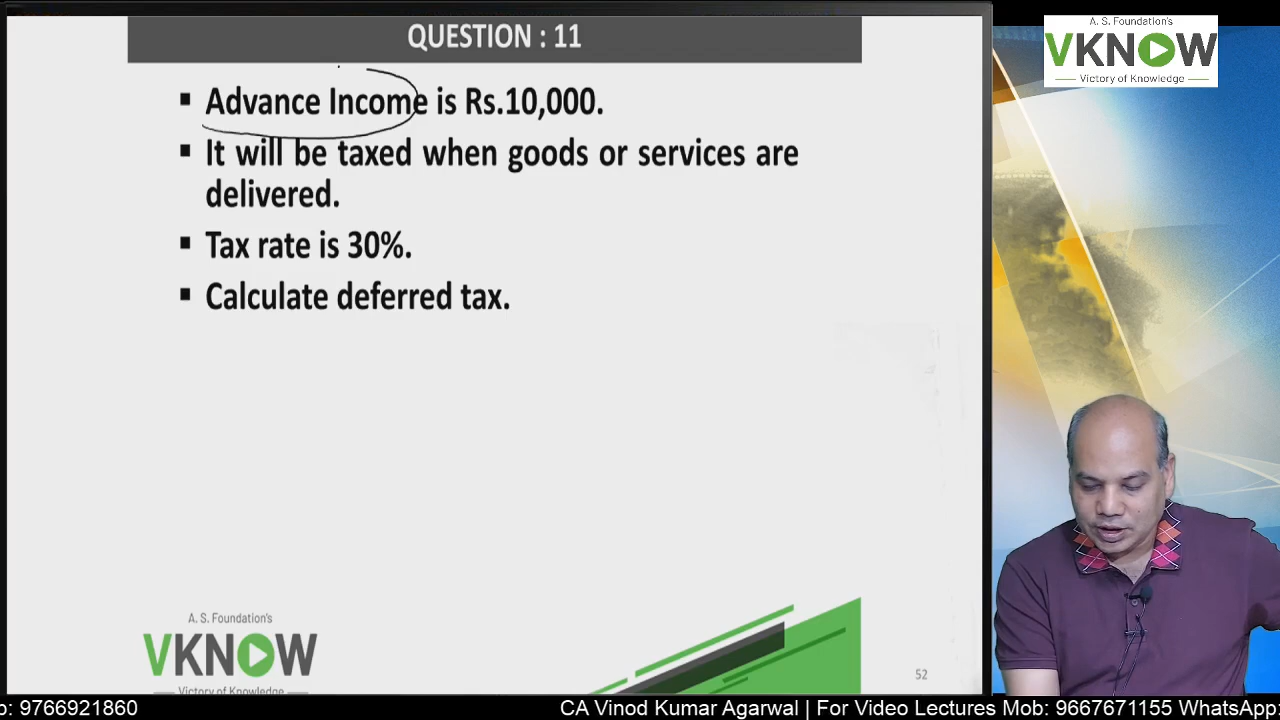 QUESTION : 11
A. S. Foundation's
VKNOW
Victory of Knowledge
▪ Advance Income is Rs.10,000.
▪ It will be taxed when goods or services are
delivered.
▪ Tax rate is 30%.
▪ Calculate deferred tax.
A. S. Foundation's
VKNOW
Victory of Knowledge
52
b: 9766921860
CA Vinod Kumar Agarwal | For Video Lectures Mob: 9667671155 WhatsApp: